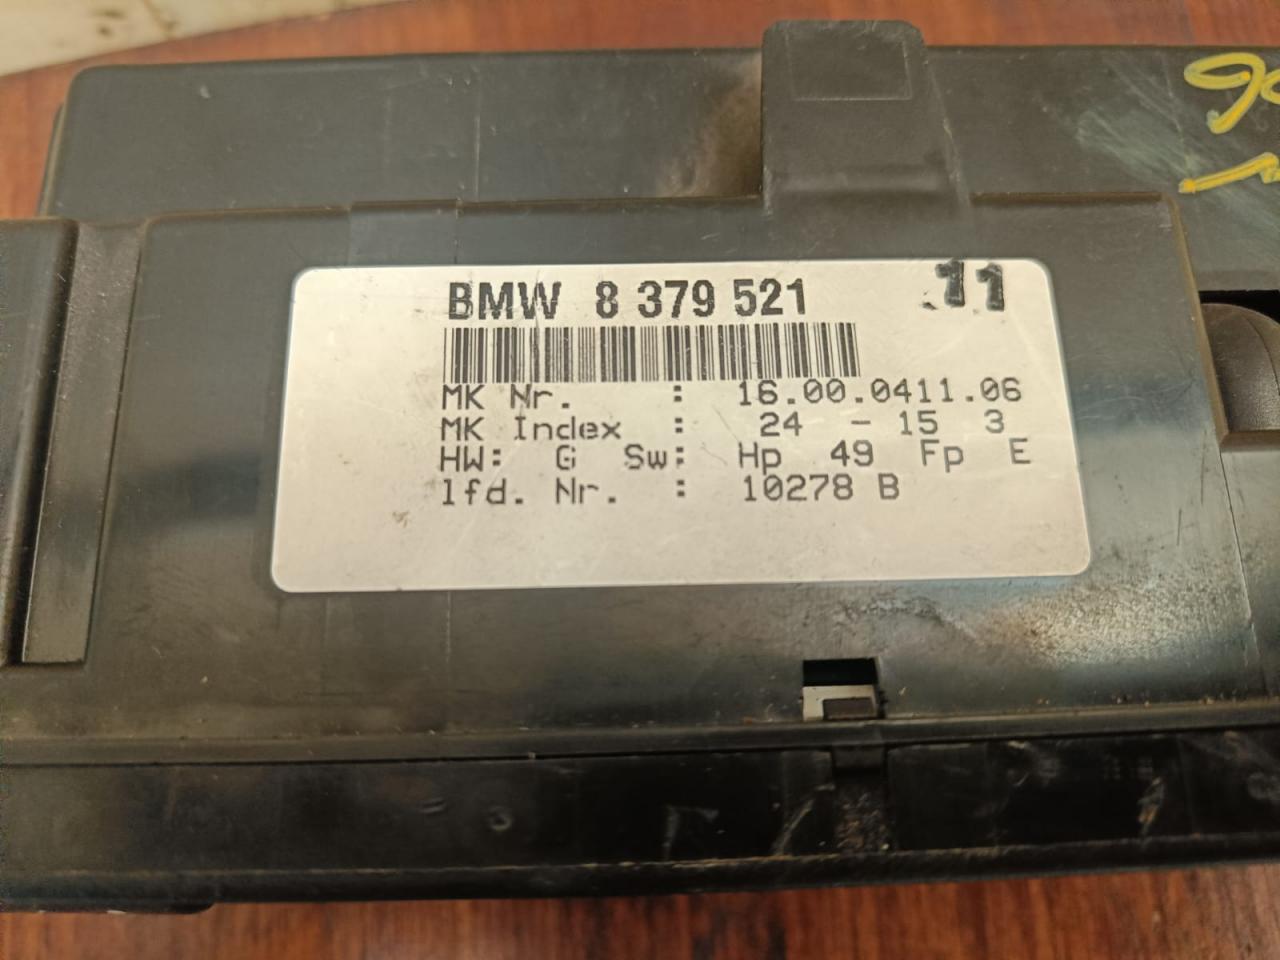 BMW 8 379 521 11
MK Nr. : 16.00.0411.06
MK Index : 24 - 15 3
HW: G Sw: Hp 49 Fp E
lfd. Nr. : 10278 B